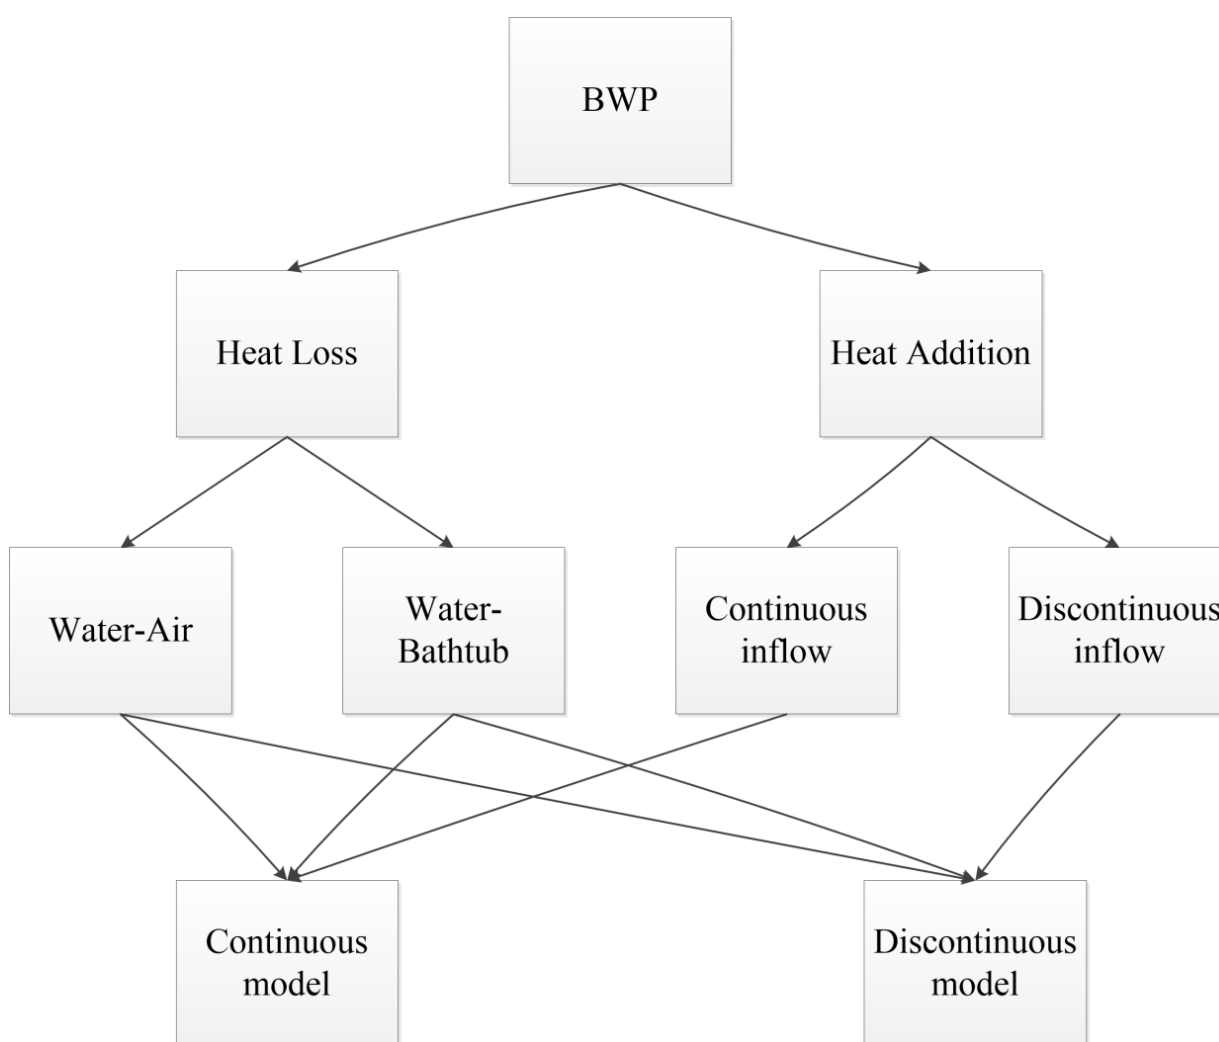 BWP
Heat Loss
Heat Addition
Water-Air
Water-
Bathtub
Continuous
inflow
Discontinuous
inflow
Continuous
model
Discontinuous
model